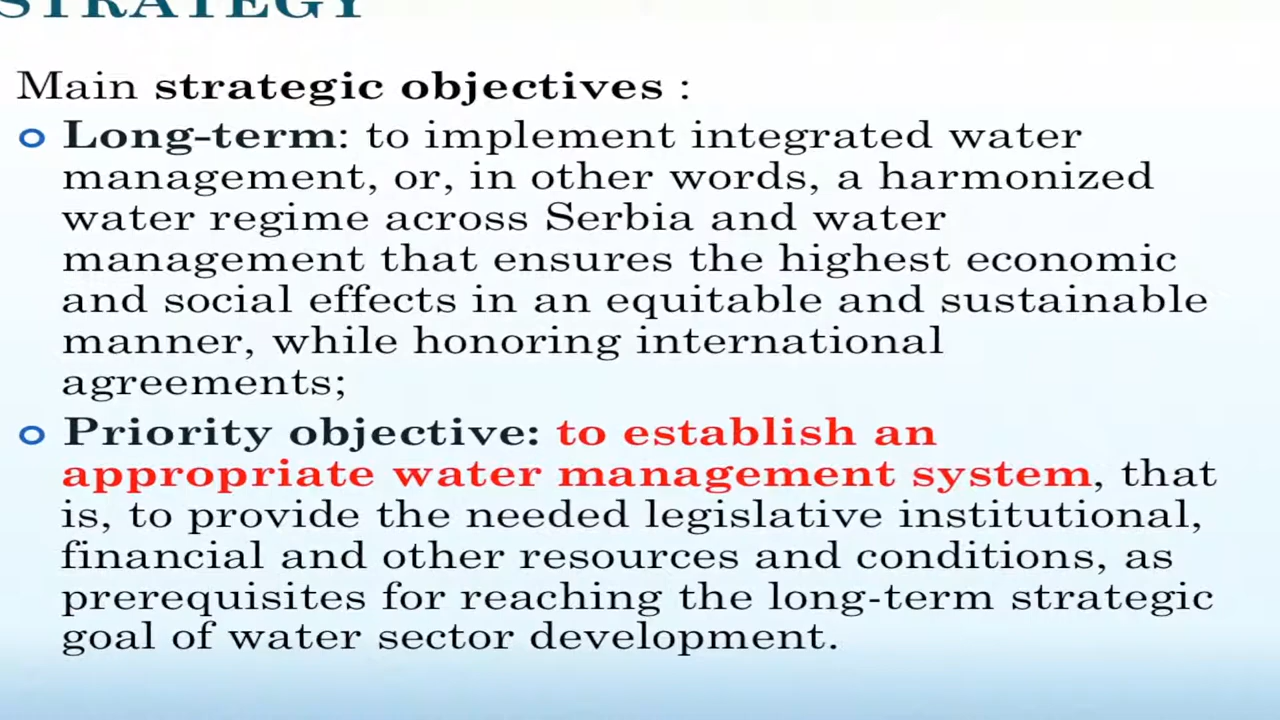 STRATEGY
Main strategic objectives :
Long-term: to implement integrated water
management, or, in other words, a harmonized
water regime across Serbia and water
management that ensures the highest economic
and social effects in an equitable and sustainable
manner, while honoring international
agreements;
Priority objective: to establish an
appropriate water management system, that
is, to provide the needed legislative institutional,
financial and other resources and conditions, as
prerequisites for reaching the long-term strategic
goal of water sector development.